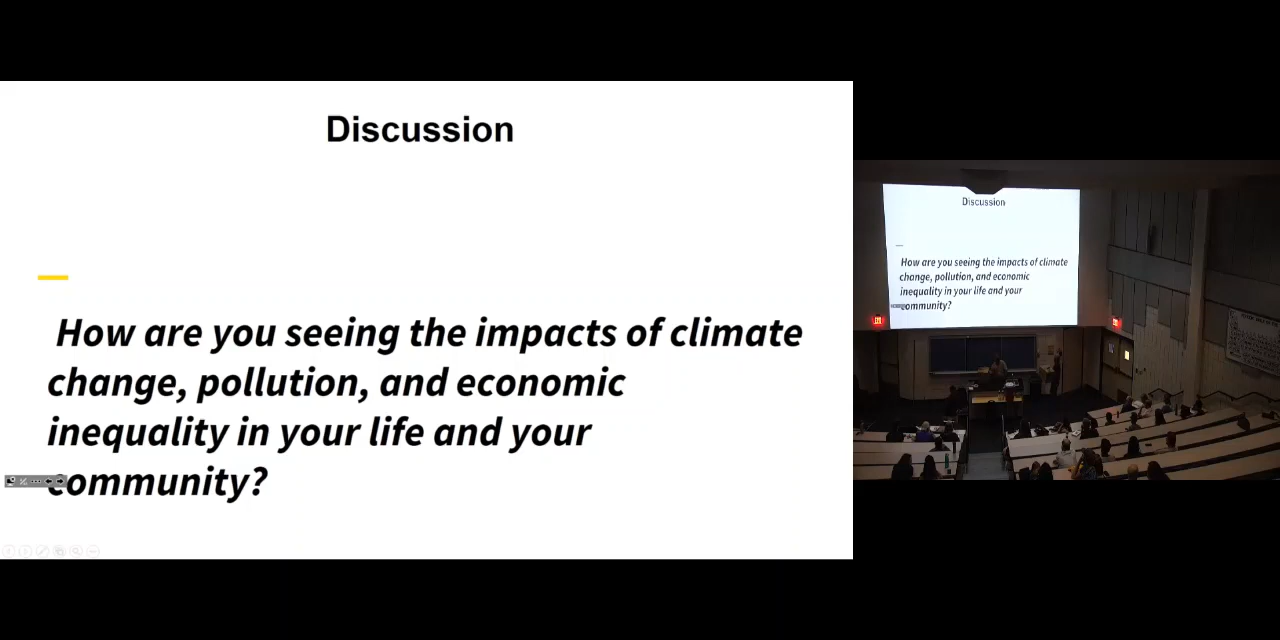 Discussion
How are you seeing the impacts of climate
change, pollution, and economic
inequality in your life and your
community?
Discussion
How are you seeing the impacts of climate
change, pollution, and economic
inequality in your life and your
community?